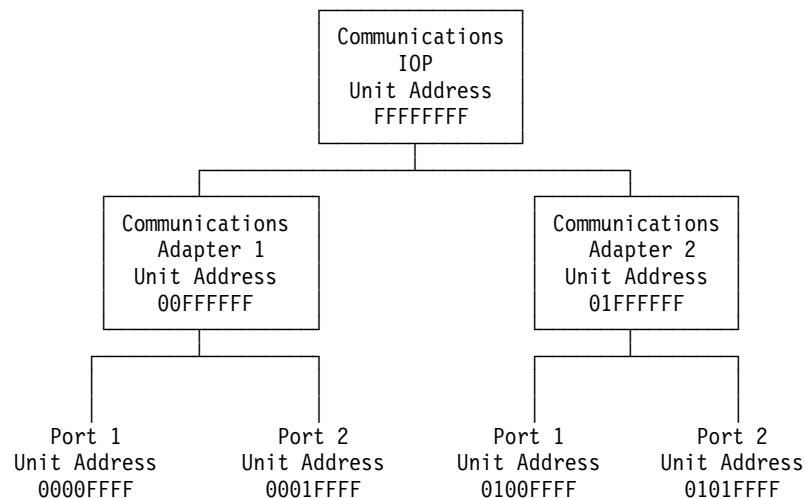 Communications
IOP
Unit Address
FFFFFFFF
Communications
Adapter 1
Unit Address
00FFFFFF
Communications
Adapter 2
Unit Address
01FFFFFF
Port 1
Unit Address
0000FFFF
Port 2
Unit Address
0001FFFF
Port 1
Unit Address
0100FFFF
Port 2
Unit Address
0101FFFF